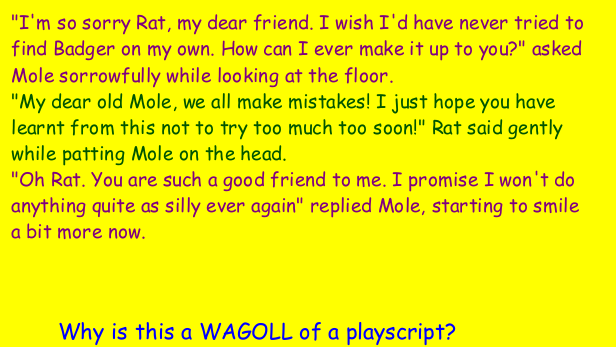 "I'm so sorry Rat, my dear friend. I wish I'd have never tried to
find Badger on my own. How can I ever make it up to you?" asked
Mole sorrowfully while looking at the floor.
"My dear old Mole, we all make mistakes! I just hope you have
learnt from this not to try too much too soon!" Rat said gently
while patting Mole on the head.
"Oh Rat. You are such a good friend to me. I promise I won't do
anything quite as silly ever again" replied Mole, starting to smile
a bit more now.
Why is this a WAGOLL of a playscript?